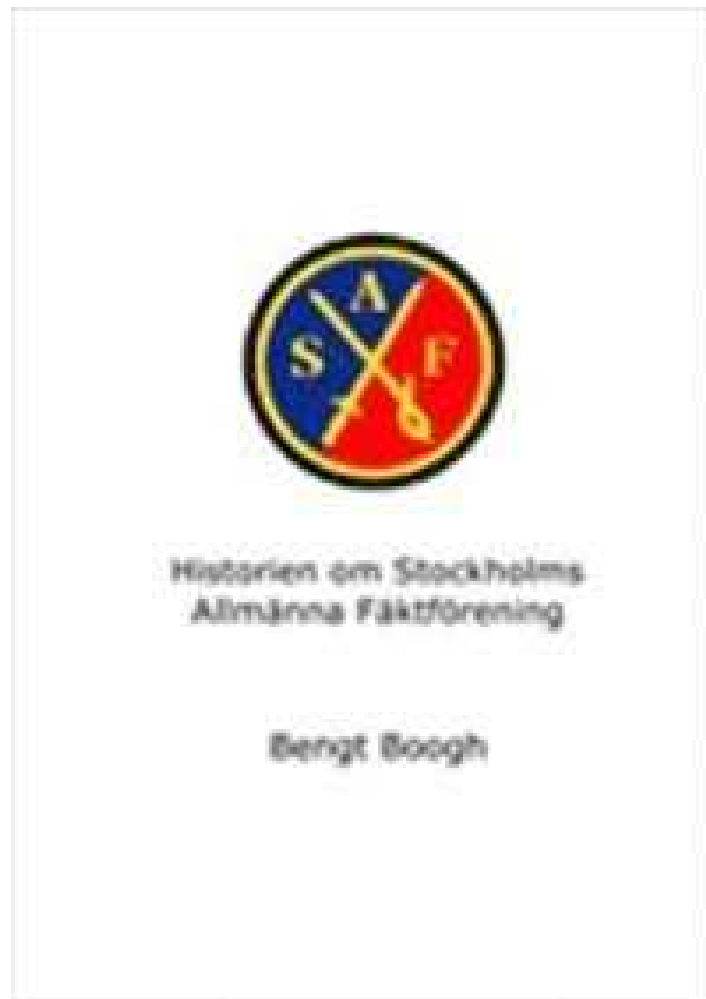 A
S F
Historien om Stockholms
Allmänna Fäktförening
Bengt Boogh